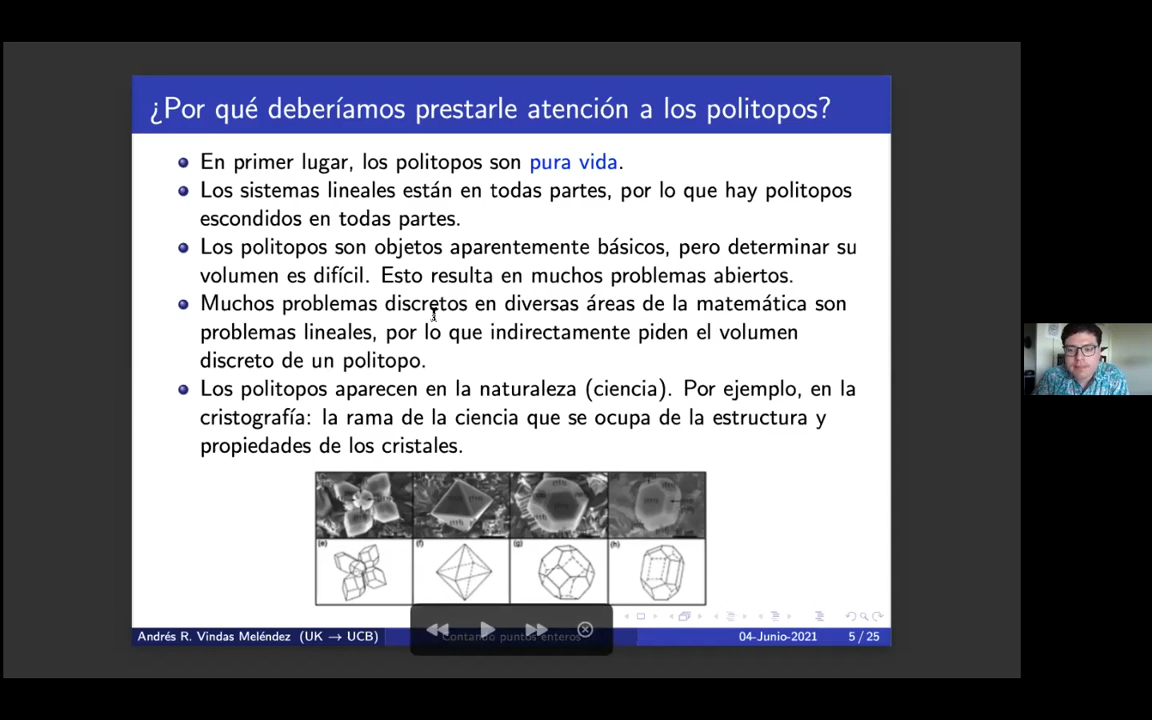 ¿Por qué deberíamos prestarle atención a los politopos?
En primer lugar, los politopos son pura vida.
Los sistemas lineales están en todas partes, por lo que hay politopos
escondidos en todas partes.
Los politopos son objetos aparentemente básicos, pero determinar su
volumen es difícil. Esto resulta en muchos problemas abiertos.
Muchos problemas discretos en diversas áreas de la matemática son
problemas lineales, por lo que indirectamente piden el volumen
discreto de un politopo.
Los politopos aparecen en la naturaleza (ciencia). Por ejemplo, en la
cristografía: la rama de la ciencia que se ocupa de la estructura y
propiedades de los cristales.
(e) (f) (g) (h)
Andrés R. Vindas Meléndez (UK → UCB) Contando puntos enteros 04-Junio-2021 5 / 25